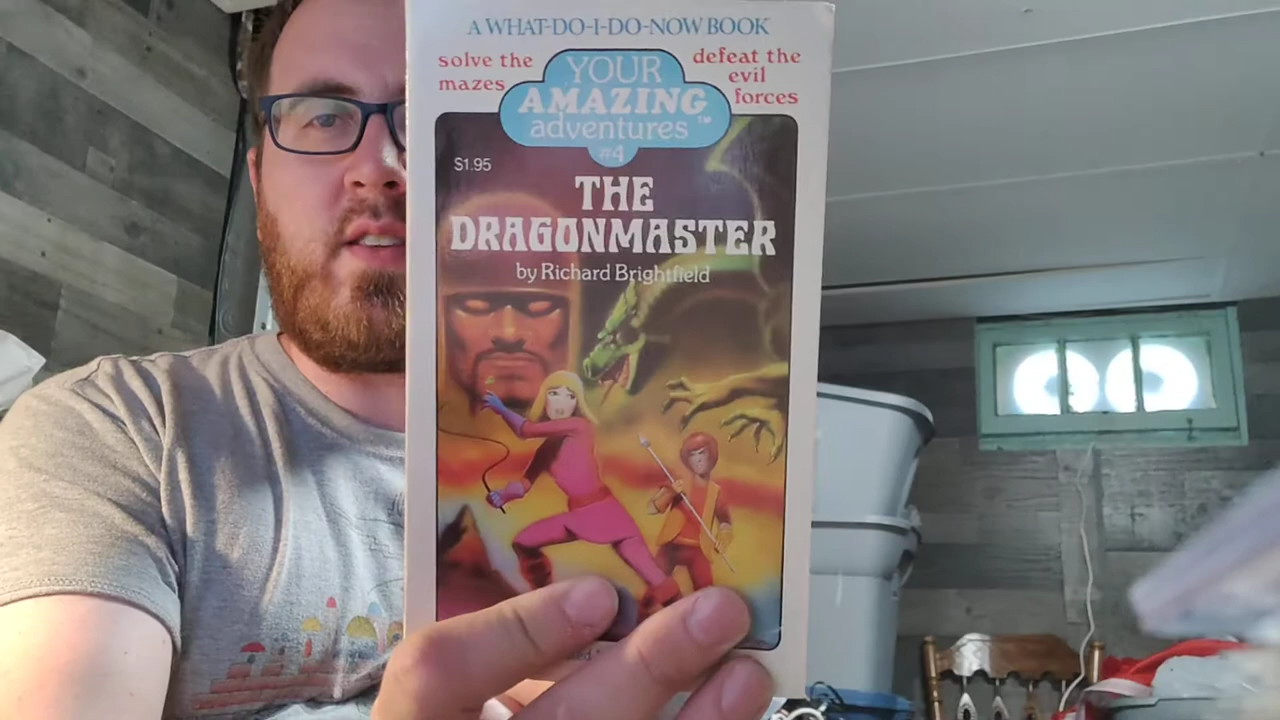 A WHAT-DO-I-DO-NOW BOOK
solve the
mazes
YOUR
AMAZING
adventures™
#4
defeat the
evil
forces
$1.95
THE
DRAGONMASTER
by Richard Brightfield